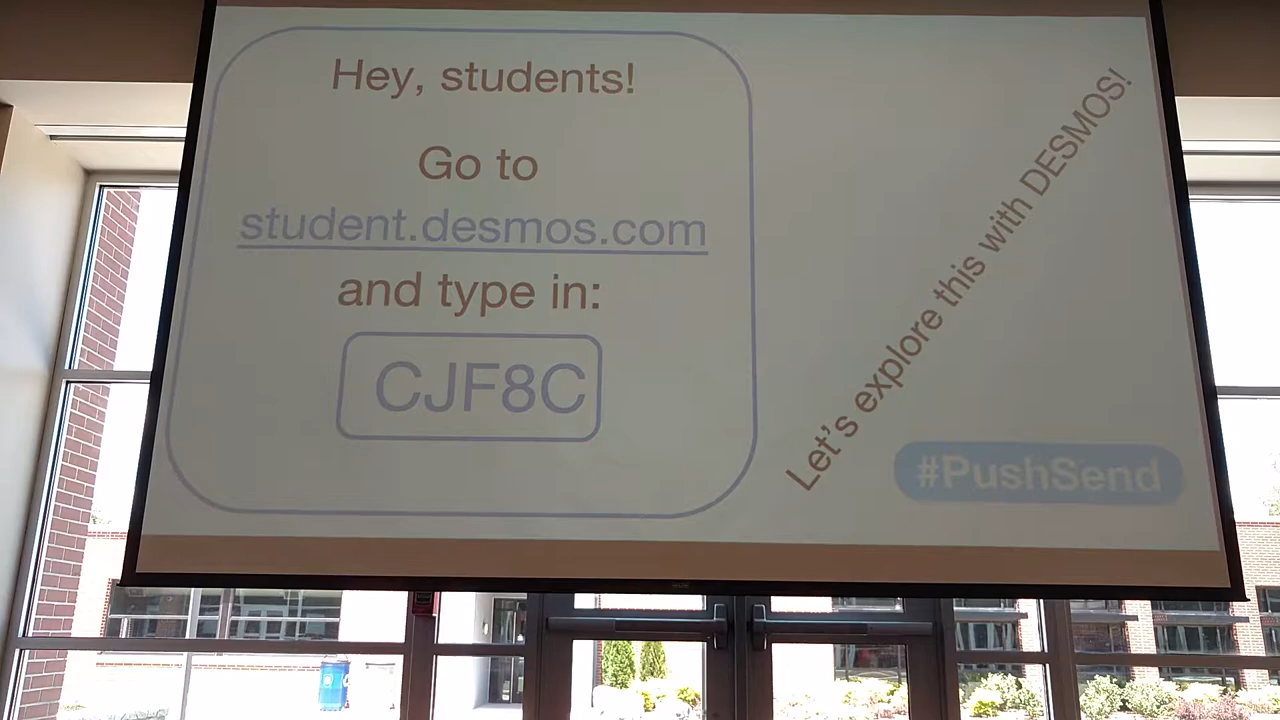 Hey, students!
Go to
student.desmos.com
and type in:
CJF8C
Let's explore this with DESMOS!
#PushSend